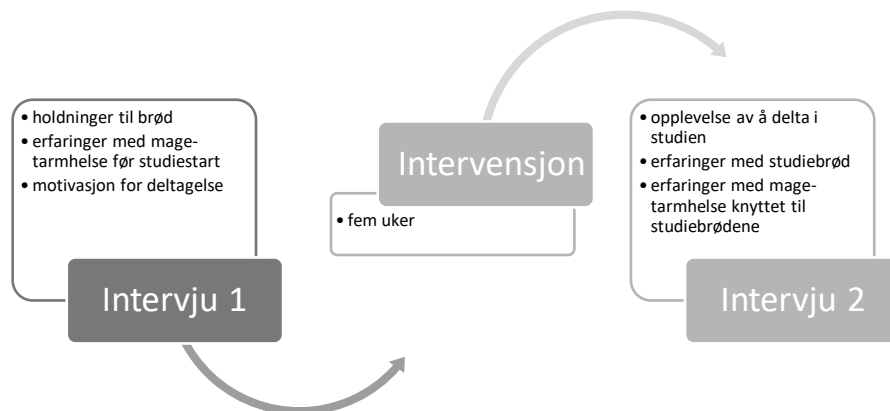 • holdninger til brød
• erfaringer med mage-
tarmhelse før studiestart
• motivasjon for deltagelse
Intervju 1
Intervensjon
• fem uker
• opplevelse av å delta i
studien
• erfaringer med studiebrød
• erfaringer med mage-
tarmhelse knyttet til
studiebrødene
Intervju 2